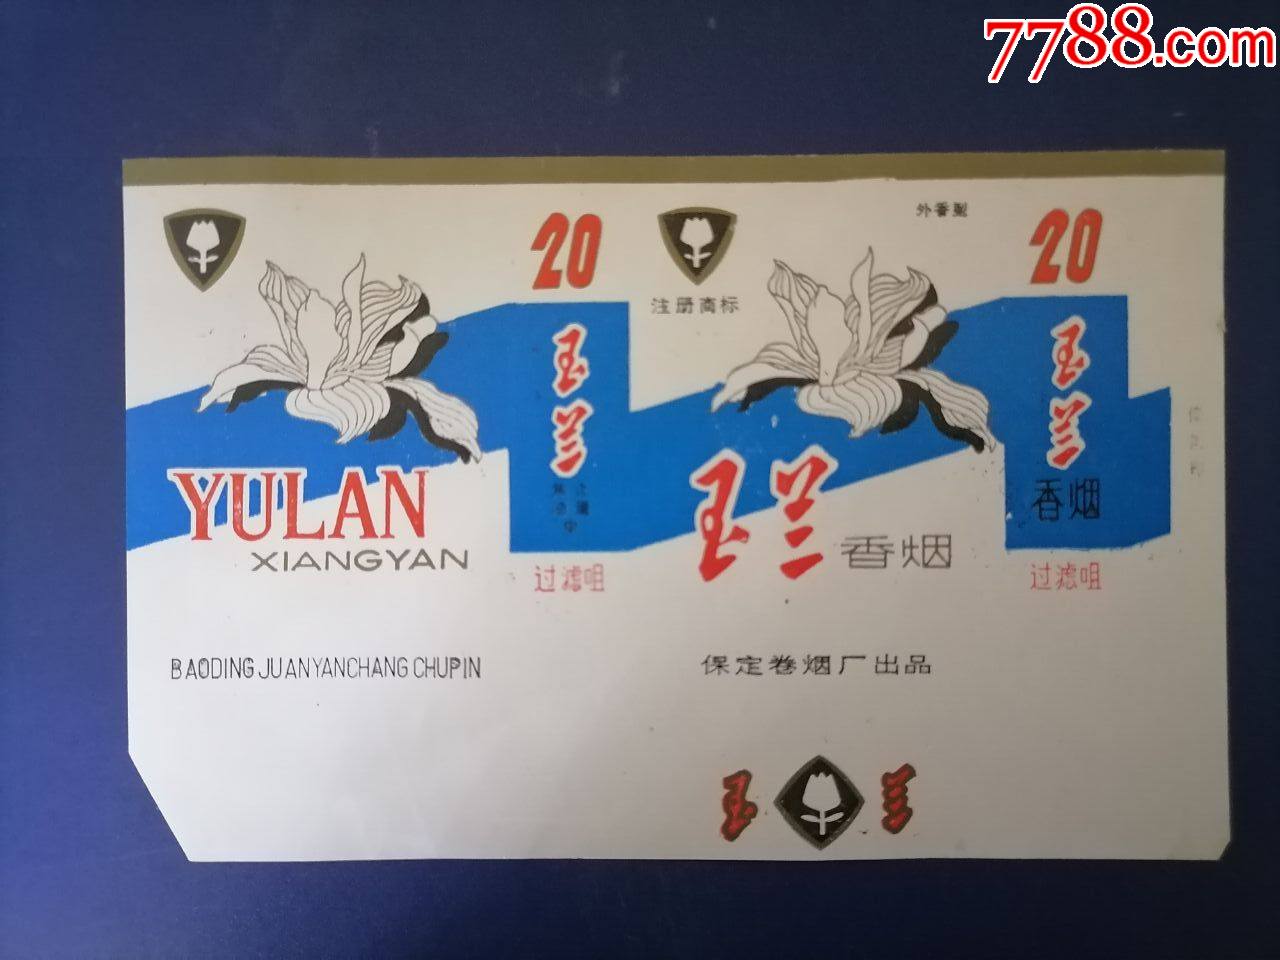 7788.com
外香型
20
20
注册商标
玉兰
玉兰
YULAN
XIANGYAN
玉兰 香烟
香烟
过滤咀
过滤咀
BAODING JUANYANCHANG CHUPIN
保定卷烟厂出品
玉 兰